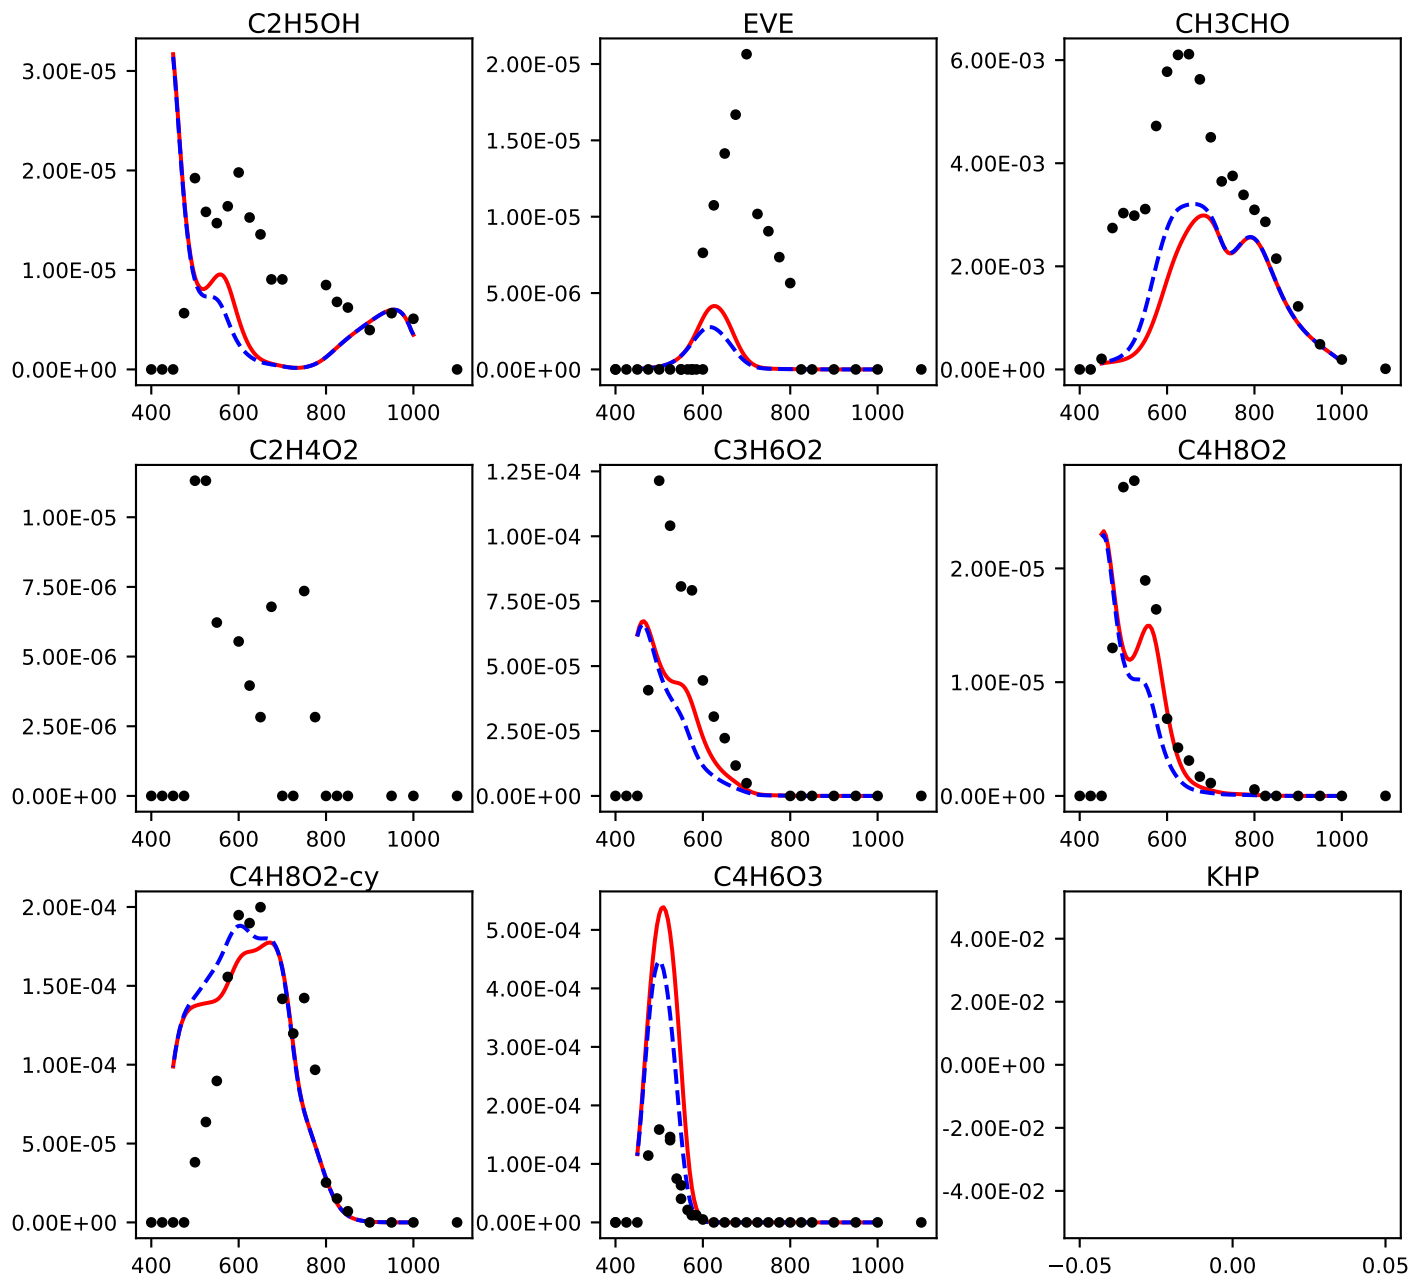 C2H5OH EVE CH3CHO
3.00E-05
2.00E-05
1.00E-05
0.00E+00
400 600 800 1000
2.00E-05
1.50E-05
1.00E-05
5.00E-06
0.00E+00
400 600 800 1000
6.00E-03
4.00E-03
2.00E-03
0.00E+00
400 600 800 1000
C2H4O2 C3H6O2 C4H8O2
1.00E-05
7.50E-06
5.00E-06
2.50E-06
0.00E+00
400 600 800 1000
1.25E-04
1.00E-04
7.50E-05
5.00E-05
2.50E-05
0.00E+00
400 600 800 1000
2.00E-05
1.00E-05
0.00E+00
400 600 800 1000
C4H8O2-cy C4H6O3 KHP
2.00E-04
1.50E-04
1.00E-04
5.00E-05
0.00E+00
400 600 800 1000
5.00E-04
4.00E-04
3.00E-04
2.00E-04
1.00E-04
0.00E+00
400 600 800 1000
4.00E-02
2.00E-02
0.00E+00
-2.00E-02
-4.00E-02
−0.05 0.00 0.05